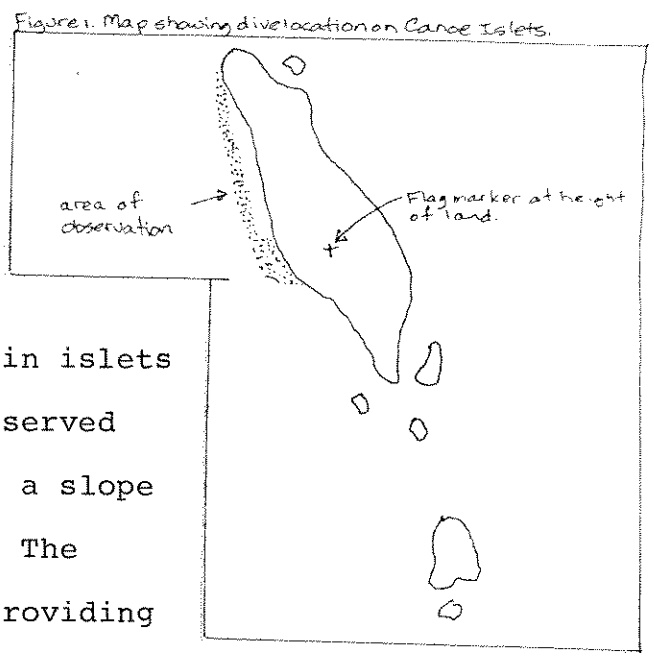 Figure 1. Map showing dive location on Canoe Islets.
area of
observation
Flag marker at height
of land.
in islets
served
a slope
The
roviding